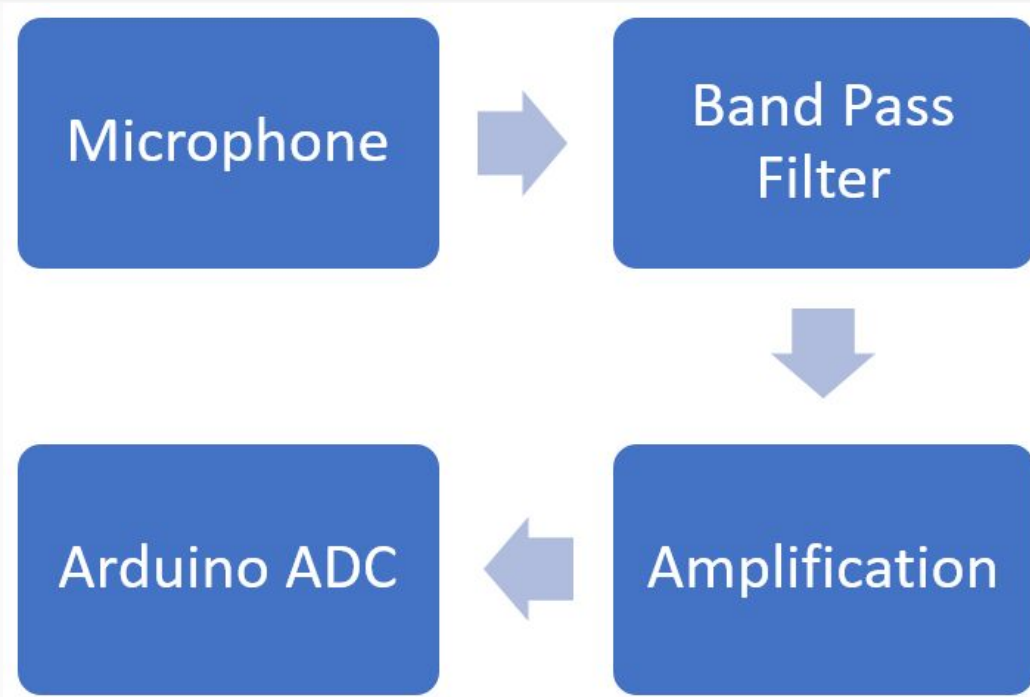 Microphone
Band Pass
Filter
Amplification
Arduino ADC